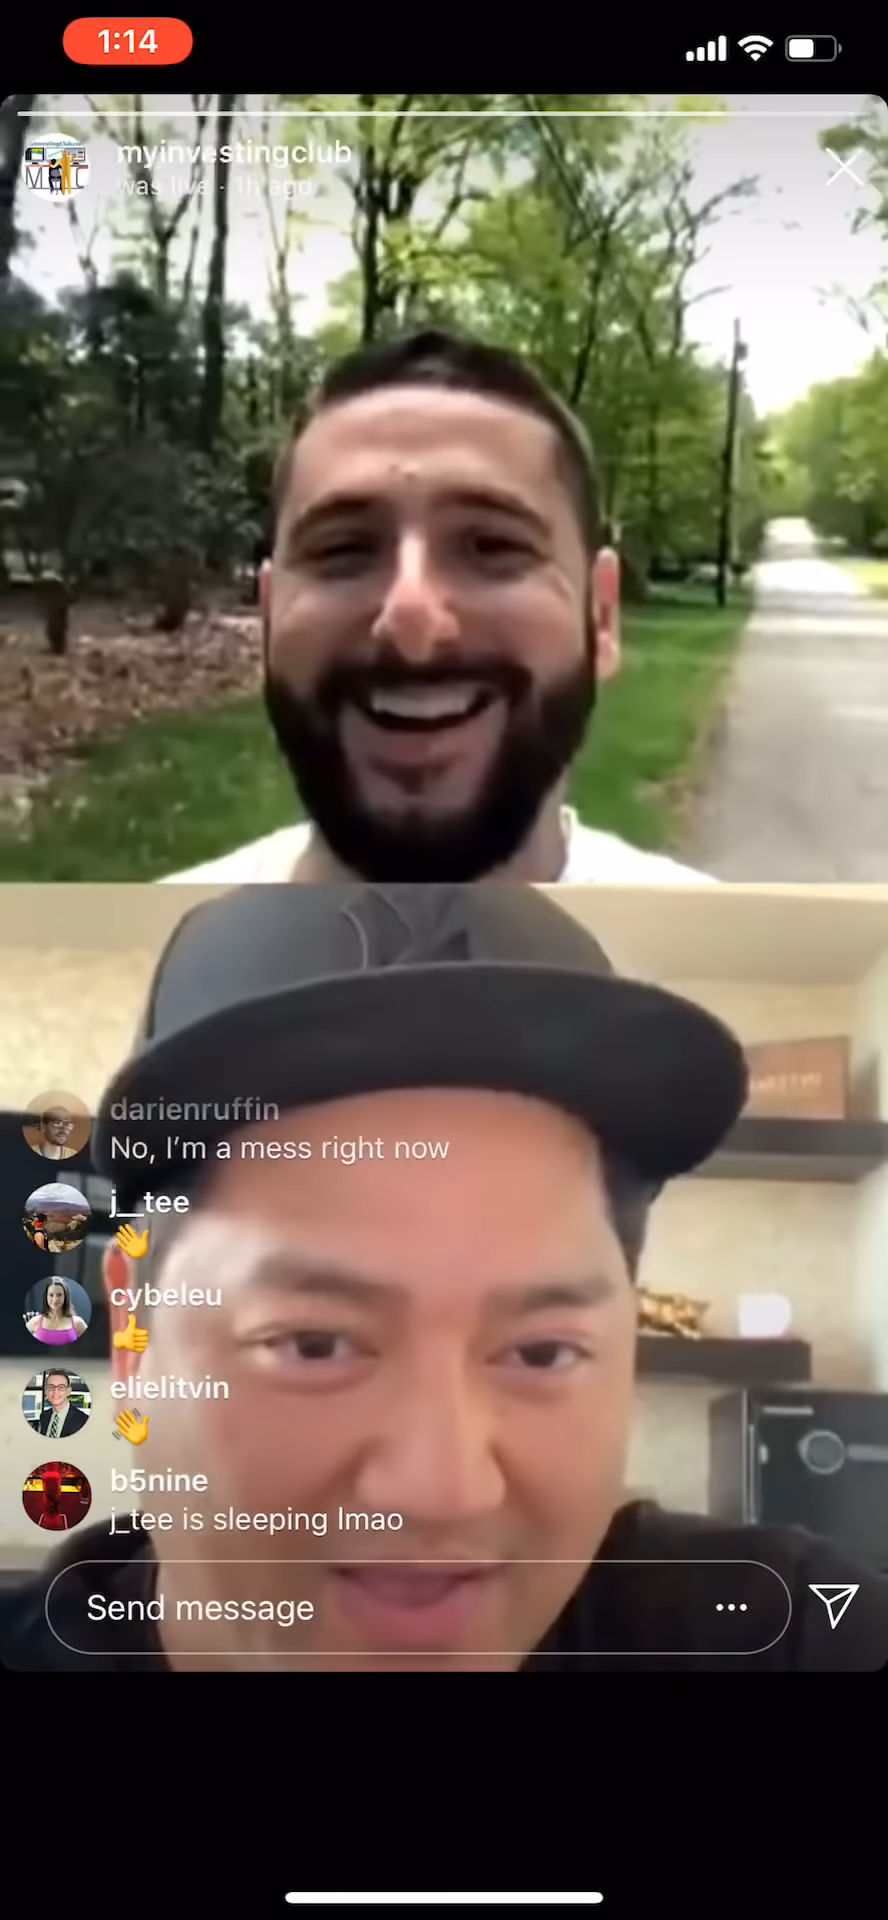 1:14
myinvestingclub
was live · 1h ago
darienruffin
No, I’m a mess right now
j__tee
👋
cybeleu
👍
elielitvin
👋
b5nine
j_tee is sleeping lmao
Send message